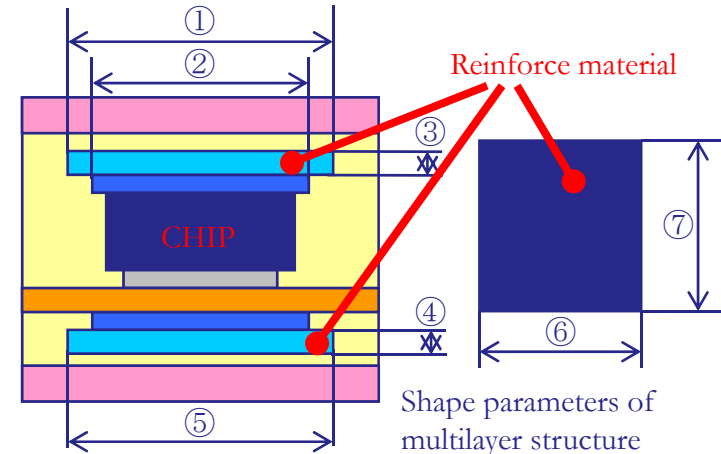 ①
②
Reinforce material
③
CHIP
⑦
④
⑥
⑤
Shape parameters of
multilayer structure